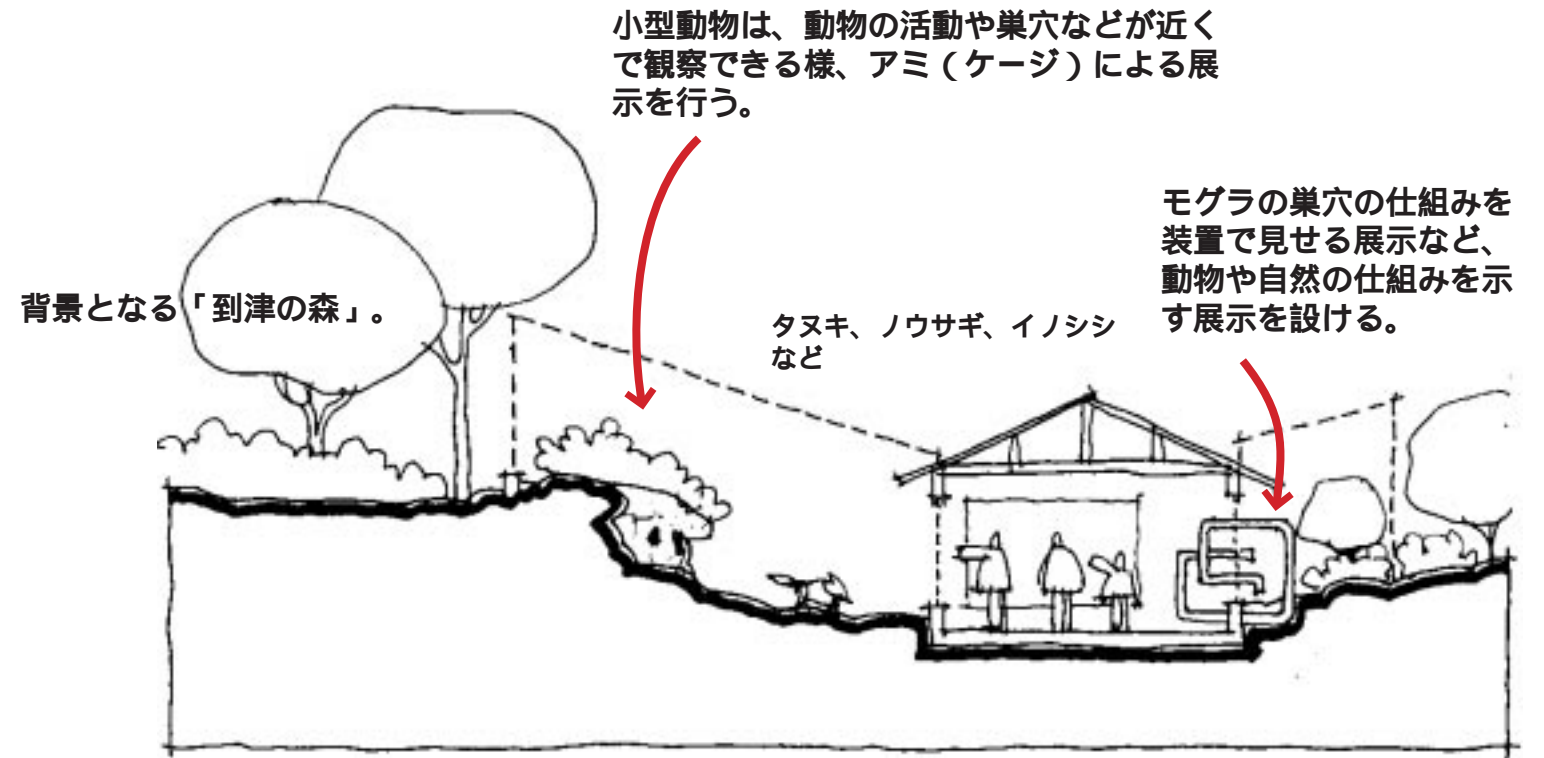 小型動物は、動物の活動や巣穴などが近く
で観察できる様、アミ（ケージ）による展
示を行う。
モグラの巣穴の仕組みを
装置で見せる展示など、
動物や自然の仕組みを示
す展示を設ける。
背景となる「到津の森」。
タヌキ、ノウサギ、イノシシ
など